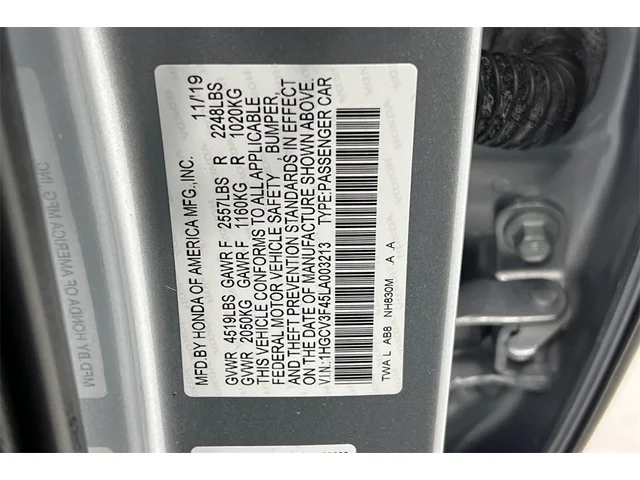 MFD BY HONDA OF AMERICA MFG., INC. 11/'19
GVWR 4519LBS GAWR F 2557LBS R 2248LBS
GVWR 2050KG GAWR F 1160KG R 1020KG
THIS VEHICLE CONFORMS TO ALL APPLICABLE
FEDERAL MOTOR VEHICLE SAFETY, BUMPER,
AND THEFT PREVENTION STANDARDS IN EFFECT
ON THE DATE OF MANUFACTURE SHOWN ABOVE.
V.I.N.:1HGCV3F45LA003213 TYPE:PASSENGER CAR
TWA L AB8 NH830M A A
MFD BY HONDA OF AMERICA MFG., INC